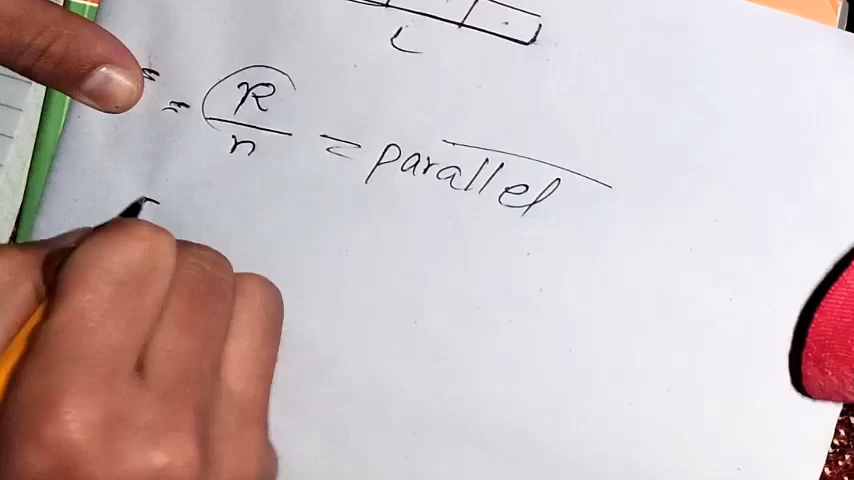 = R/n = parallel